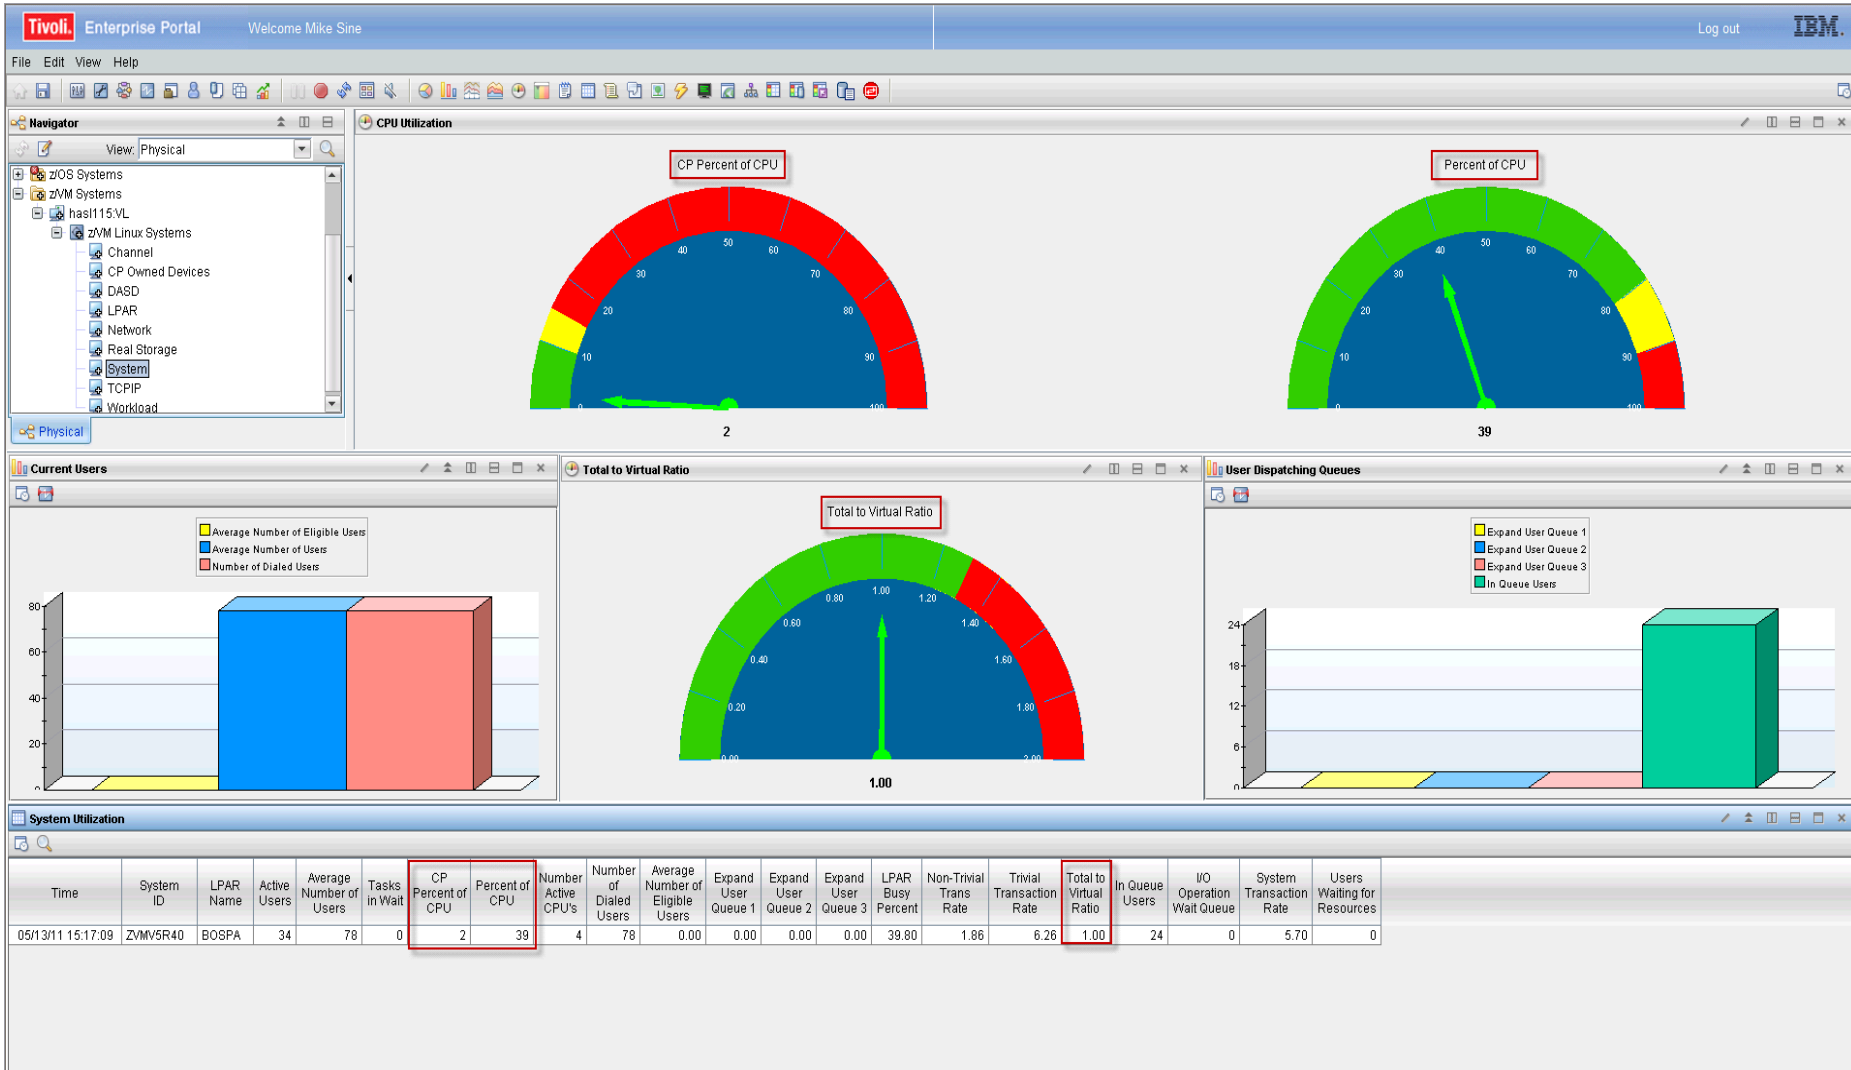 Tivoli. Enterprise Portal Welcome Mike Sine Log out IBM.
File Edit View Help
Navigator
View: Physical
z/OS Systems
z/VM Systems
hasl115:VL
z/VM Linux Systems
Channel
CP Owned Devices
DASD
LPAR
Network
Real Storage
System
TCPIP
Workload
Physical
CPU Utilization
CP Percent of CPU
0 10 20 30 40 50 60 70 80 90 100
2
Percent of CPU
0 10 20 30 40 50 60 70 80 90 100
39
Current Users
Average Number of Eligible Users
Average Number of Users
Number of Dialed Users
80
60
40
20
0
Total to Virtual Ratio
Total to Virtual Ratio
0.00 0.20 0.40 0.60 0.80 1.00 1.20 1.40 1.60 1.80 2.00
1.00
User Dispatching Queues
Expand User Queue 1
Expand User Queue 2
Expand User Queue 3
In Queue Users
24
18
12
6
0
System Utilization
Time System ID LPAR Name Active Users Average Number of Users Tasks in Wait CP Percent of CPU Percent of CPU Number Active CPU's Number of Dialed Users Average Number of Eligible Users Expand User Queue 1 Expand User Queue 2 Expand User Queue 3 LPAR Busy Percent Non-Trivial Trans Rate Trivial Transaction Rate Total to Virtual Ratio In Queue Users I/O Operation Wait Queue System Transaction Rate Users Waiting for Resources
05/13/11 15:17:09 ZVMV5R40 BOSPA 34 78 0 2 39 4 78 0.00 0.00 0.00 0.00 39.80 1.86 6.26 1.00 24 0 5.70 0